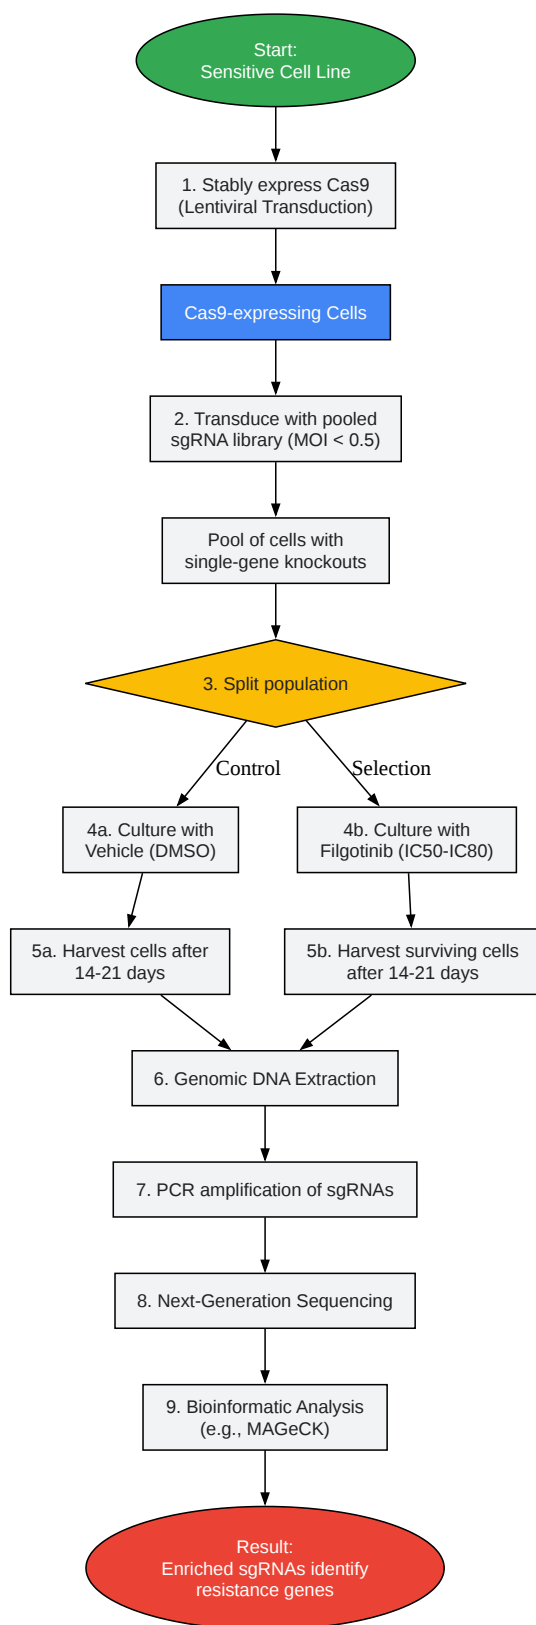 Start:
Sensitive Cell Line
1. Stably express Cas9
(Lentiviral Transduction)
Cas9-expressing Cells
2. Transduce with pooled
sgRNA library (MOI < 0.5)
Pool of cells with
single-gene knockouts
3. Split population
Control
Selection
4a. Culture with
Vehicle (DMSO)
4b. Culture with
Filgotinib (IC50-IC80)
5a. Harvest cells after
14-21 days
5b. Harvest surviving cells
after 14-21 days
6. Genomic DNA Extraction
7. PCR amplification of sgRNAs
8. Next-Generation Sequencing
9. Bioinformatic Analysis
(e.g., MAGeCK)
Result:
Enriched sgRNAs identify
resistance genes